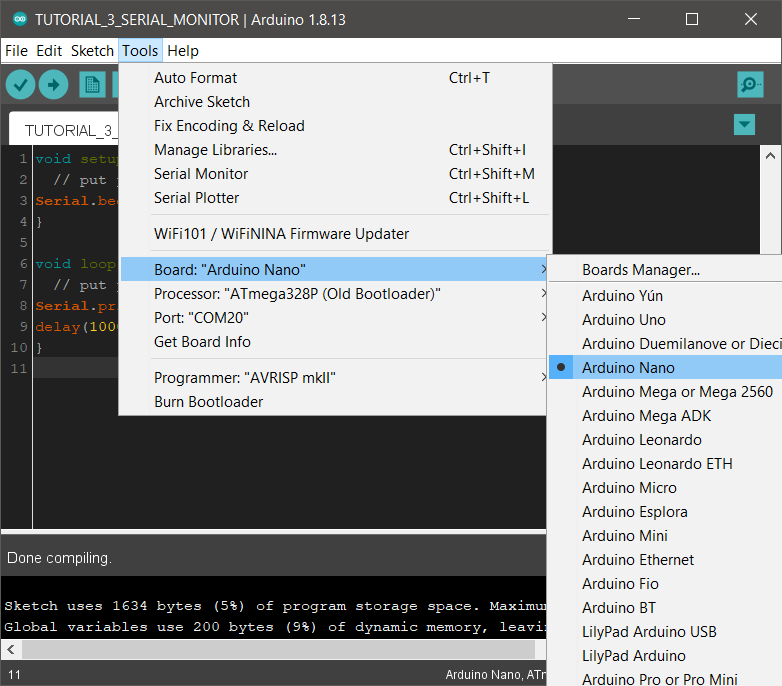 TUTORIAL_3_SERIAL_MONITOR | Arduino 1.8.13
File Edit Sketch Tools Help
TUTORIAL_3_
Auto Format Ctrl+T
Archive Sketch
Fix Encoding & Reload
Manage Libraries... Ctrl+Shift+I
Serial Monitor Ctrl+Shift+M
Serial Plotter Ctrl+Shift+L
WiFi101 / WiFiNINA Firmware Updater
Board: "Arduino Nano"
Processor: "ATmega328P (Old Bootloader)"
Port: "COM20"
Get Board Info
Programmer: "AVRISP mkII"
Burn Bootloader
Boards Manager...
Arduino Yún
Arduino Uno
Arduino Duemilanove or Dieci
Arduino Nano
Arduino Mega or Mega 2560
Arduino Mega ADK
Arduino Leonardo
Arduino Leonardo ETH
Arduino Micro
Arduino Esplora
Arduino Mini
Arduino Ethernet
Arduino Fio
Arduino BT
LilyPad Arduino USB
LilyPad Arduino
Arduino Pro or Pro Mini
1 void setup
2 // put
3 Serial.be
4 }
5
6 void loop
7 // put
8 Serial.pr
9 delay(100
10 }
11
Done compiling.
Sketch uses 1634 bytes (5%) of program storage space. Maximu
Global variables use 200 bytes (9%) of dynamic memory, leavi
11 Arduino Nano, ATm